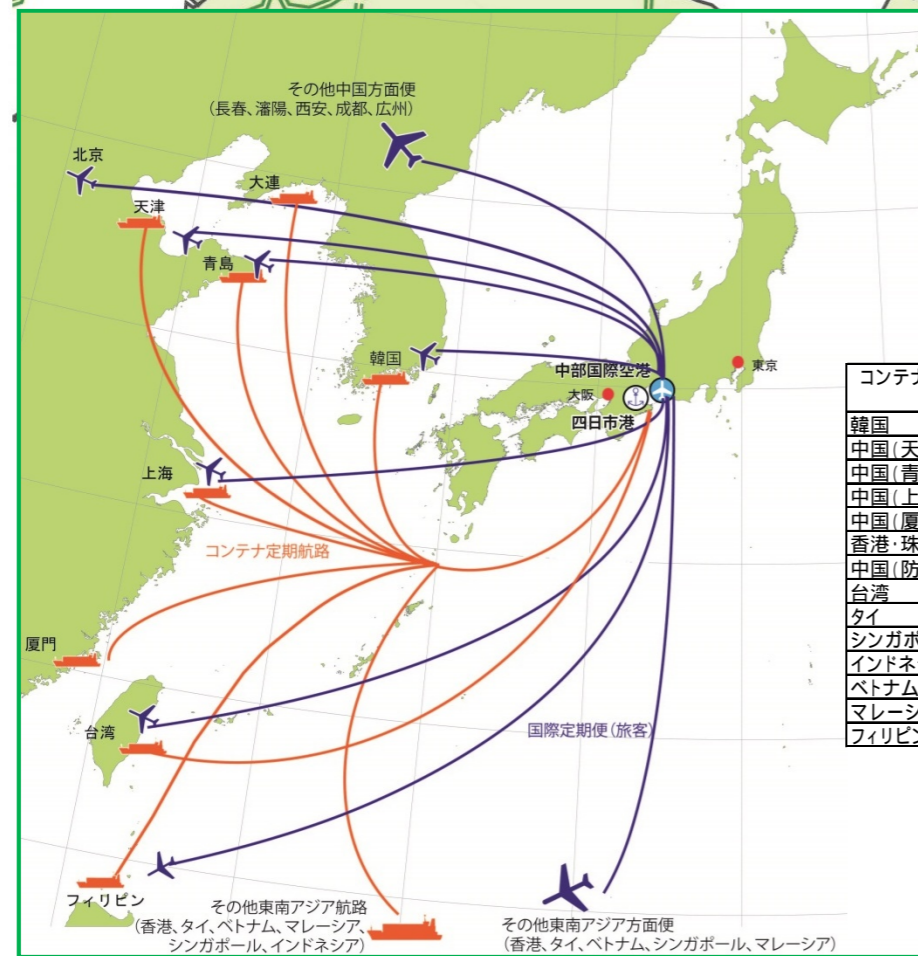 その他中国方面便
(長春、瀋陽、西安、成都、広州)
北京
大連
天津
青島
韓国
中部国際空港
大阪
東京
四日市港
上海
コンテナ定期航路
厦門
台湾
国際定期便(旅客)
フィリピン
その他東南アジア航路
(香港、タイ、ベトナム、マレーシア、
シンガポール、インドネシア)
その他東南アジア方面便
(香港、タイ、ベトナム、シンガポール、マレーシア)
コンテナ
韓国
中国(天
中国(青
中国(上
中国(厦
香港・珠
中国(防
台湾
タイ
シンガポ
インドネ
ベトナム
マレーシ
フィリピン